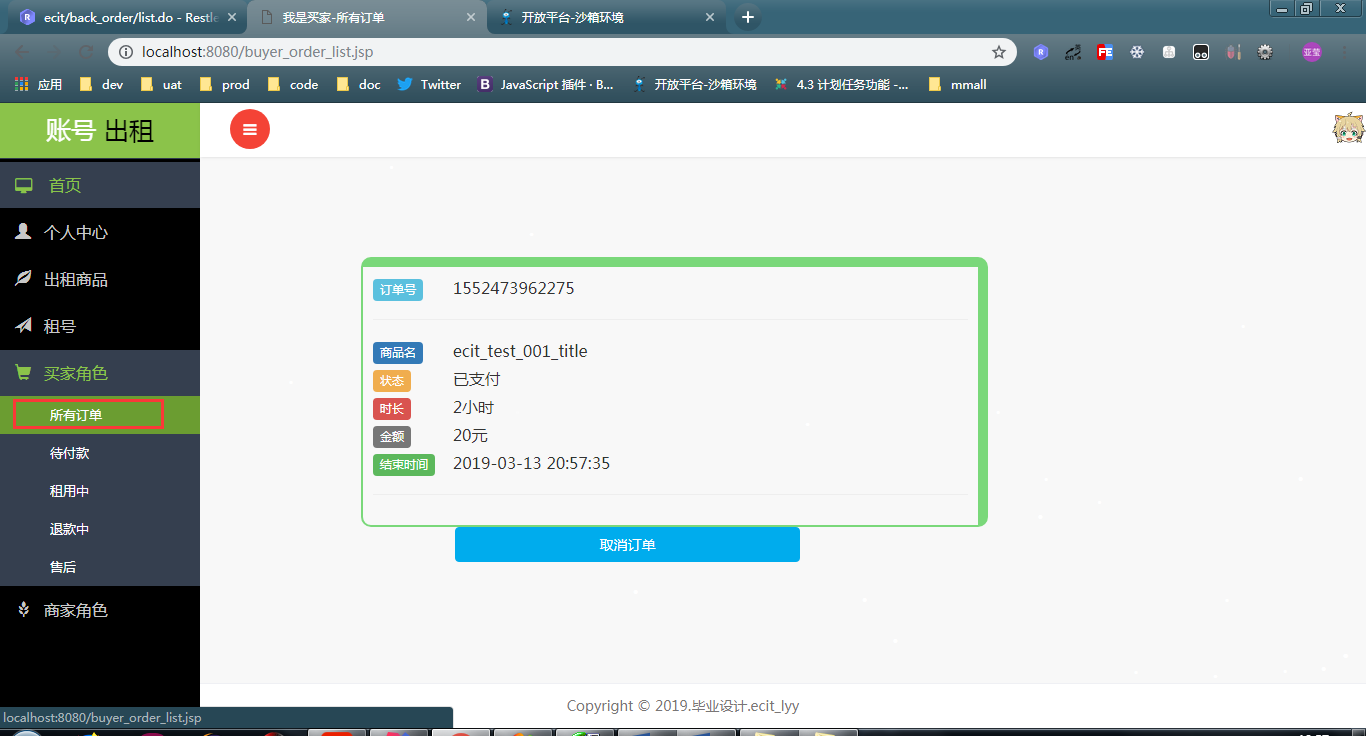 ecit/back_order/list.do - Restle
我是买家-所有订单
开放平台-沙箱环境
localhost:8080/buyer_order_list.jsp
应用
dev
uat
prod
code
doc
Twitter
JavaScript 插件 · B...
开放平台-沙箱环境
4.3 计划任务功能 -...
mmall
亚莹
账号 出租
首页
个人中心
出租商品
租号
买家角色
所有订单
待付款
租用中
退款中
售后
商家角色
订单号 1552473962275
商品名 ecit_test_001_title
状态 已支付
时长 2小时
金额 20元
结束时间 2019-03-13 20:57:35
取消订单
Copyright © 2019.毕业设计.ecit_lyy
localhost:8080/buyer_order_list.jsp